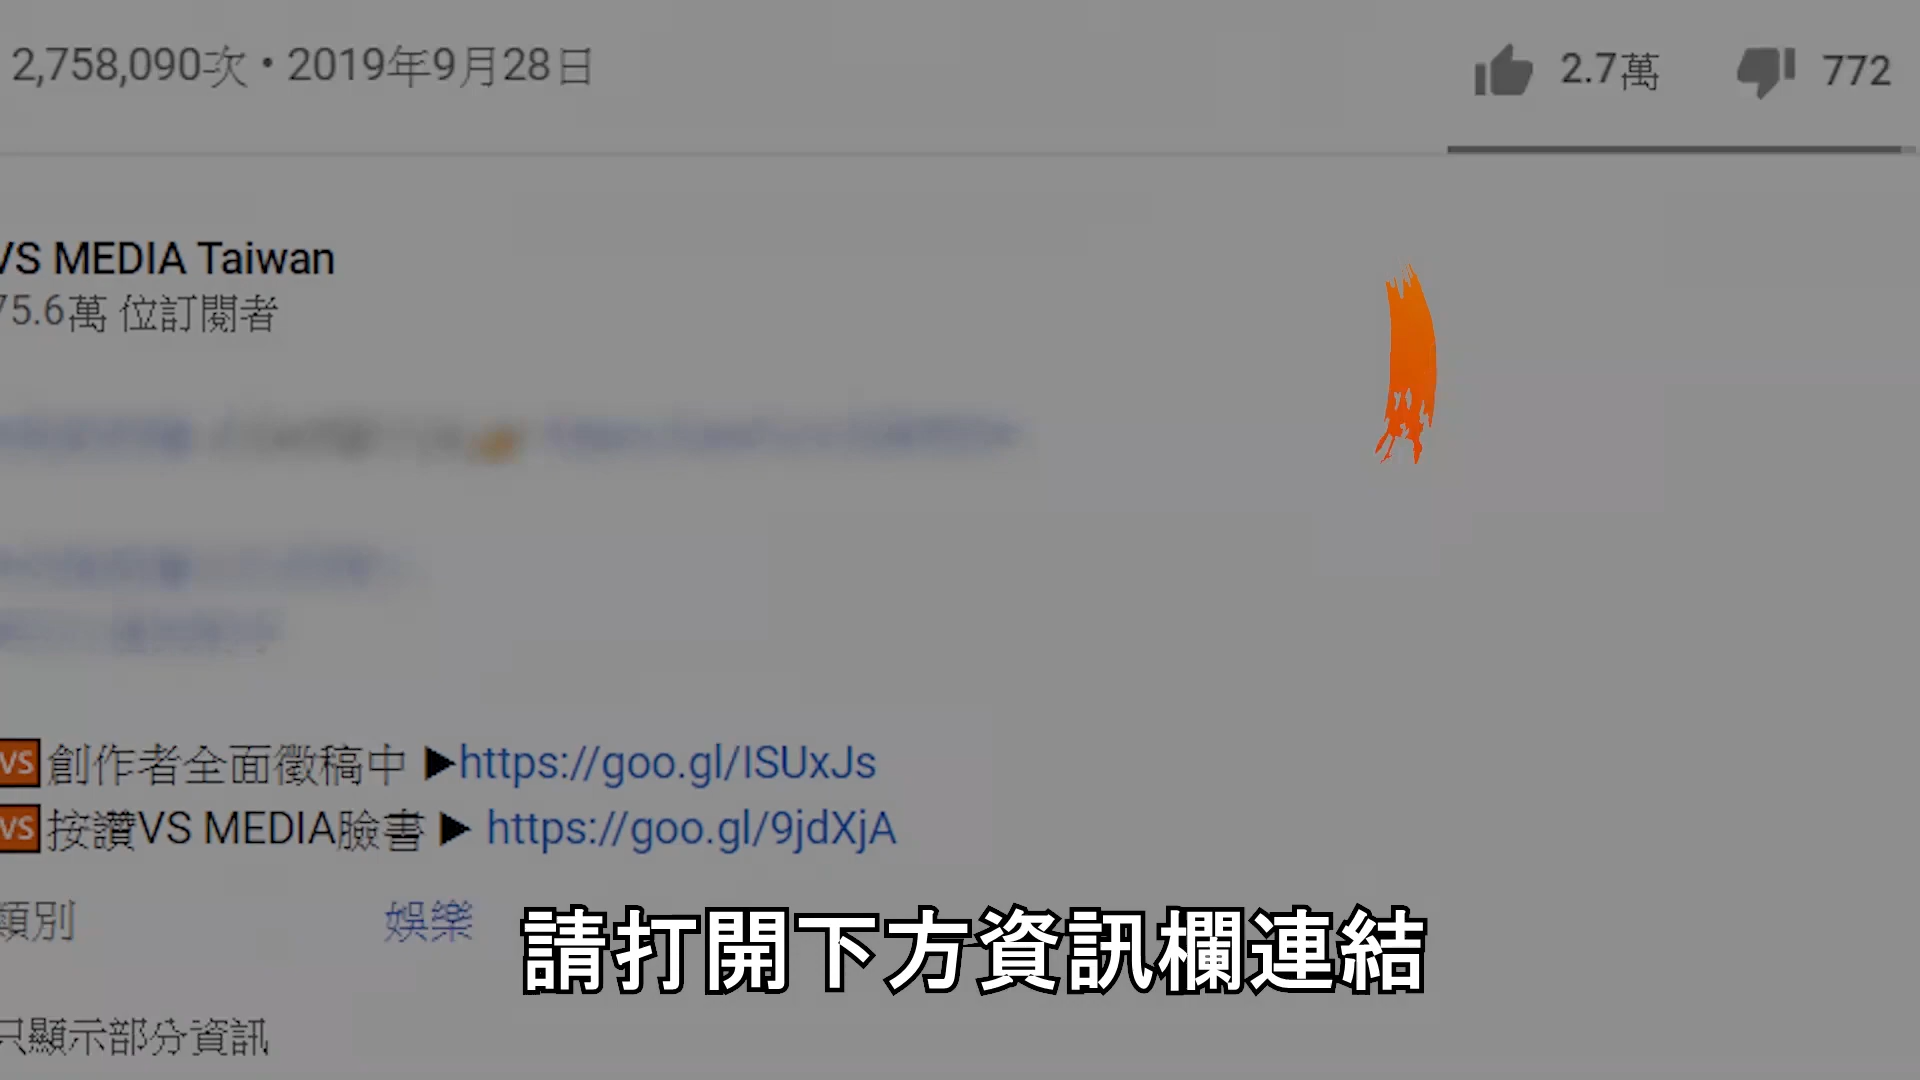 2,758,090次 • 2019年9月28日
2.7萬
772
VS MEDIA Taiwan
75.6萬 位訂閱者
VS創作者全面徵稿中 ▶https://goo.gl/ISUxJs
VS按讚VS MEDIA臉書 ▶ https://goo.gl/9jdXjA
類別 娛樂
請打開下方資訊欄連結
只顯示部分資訊